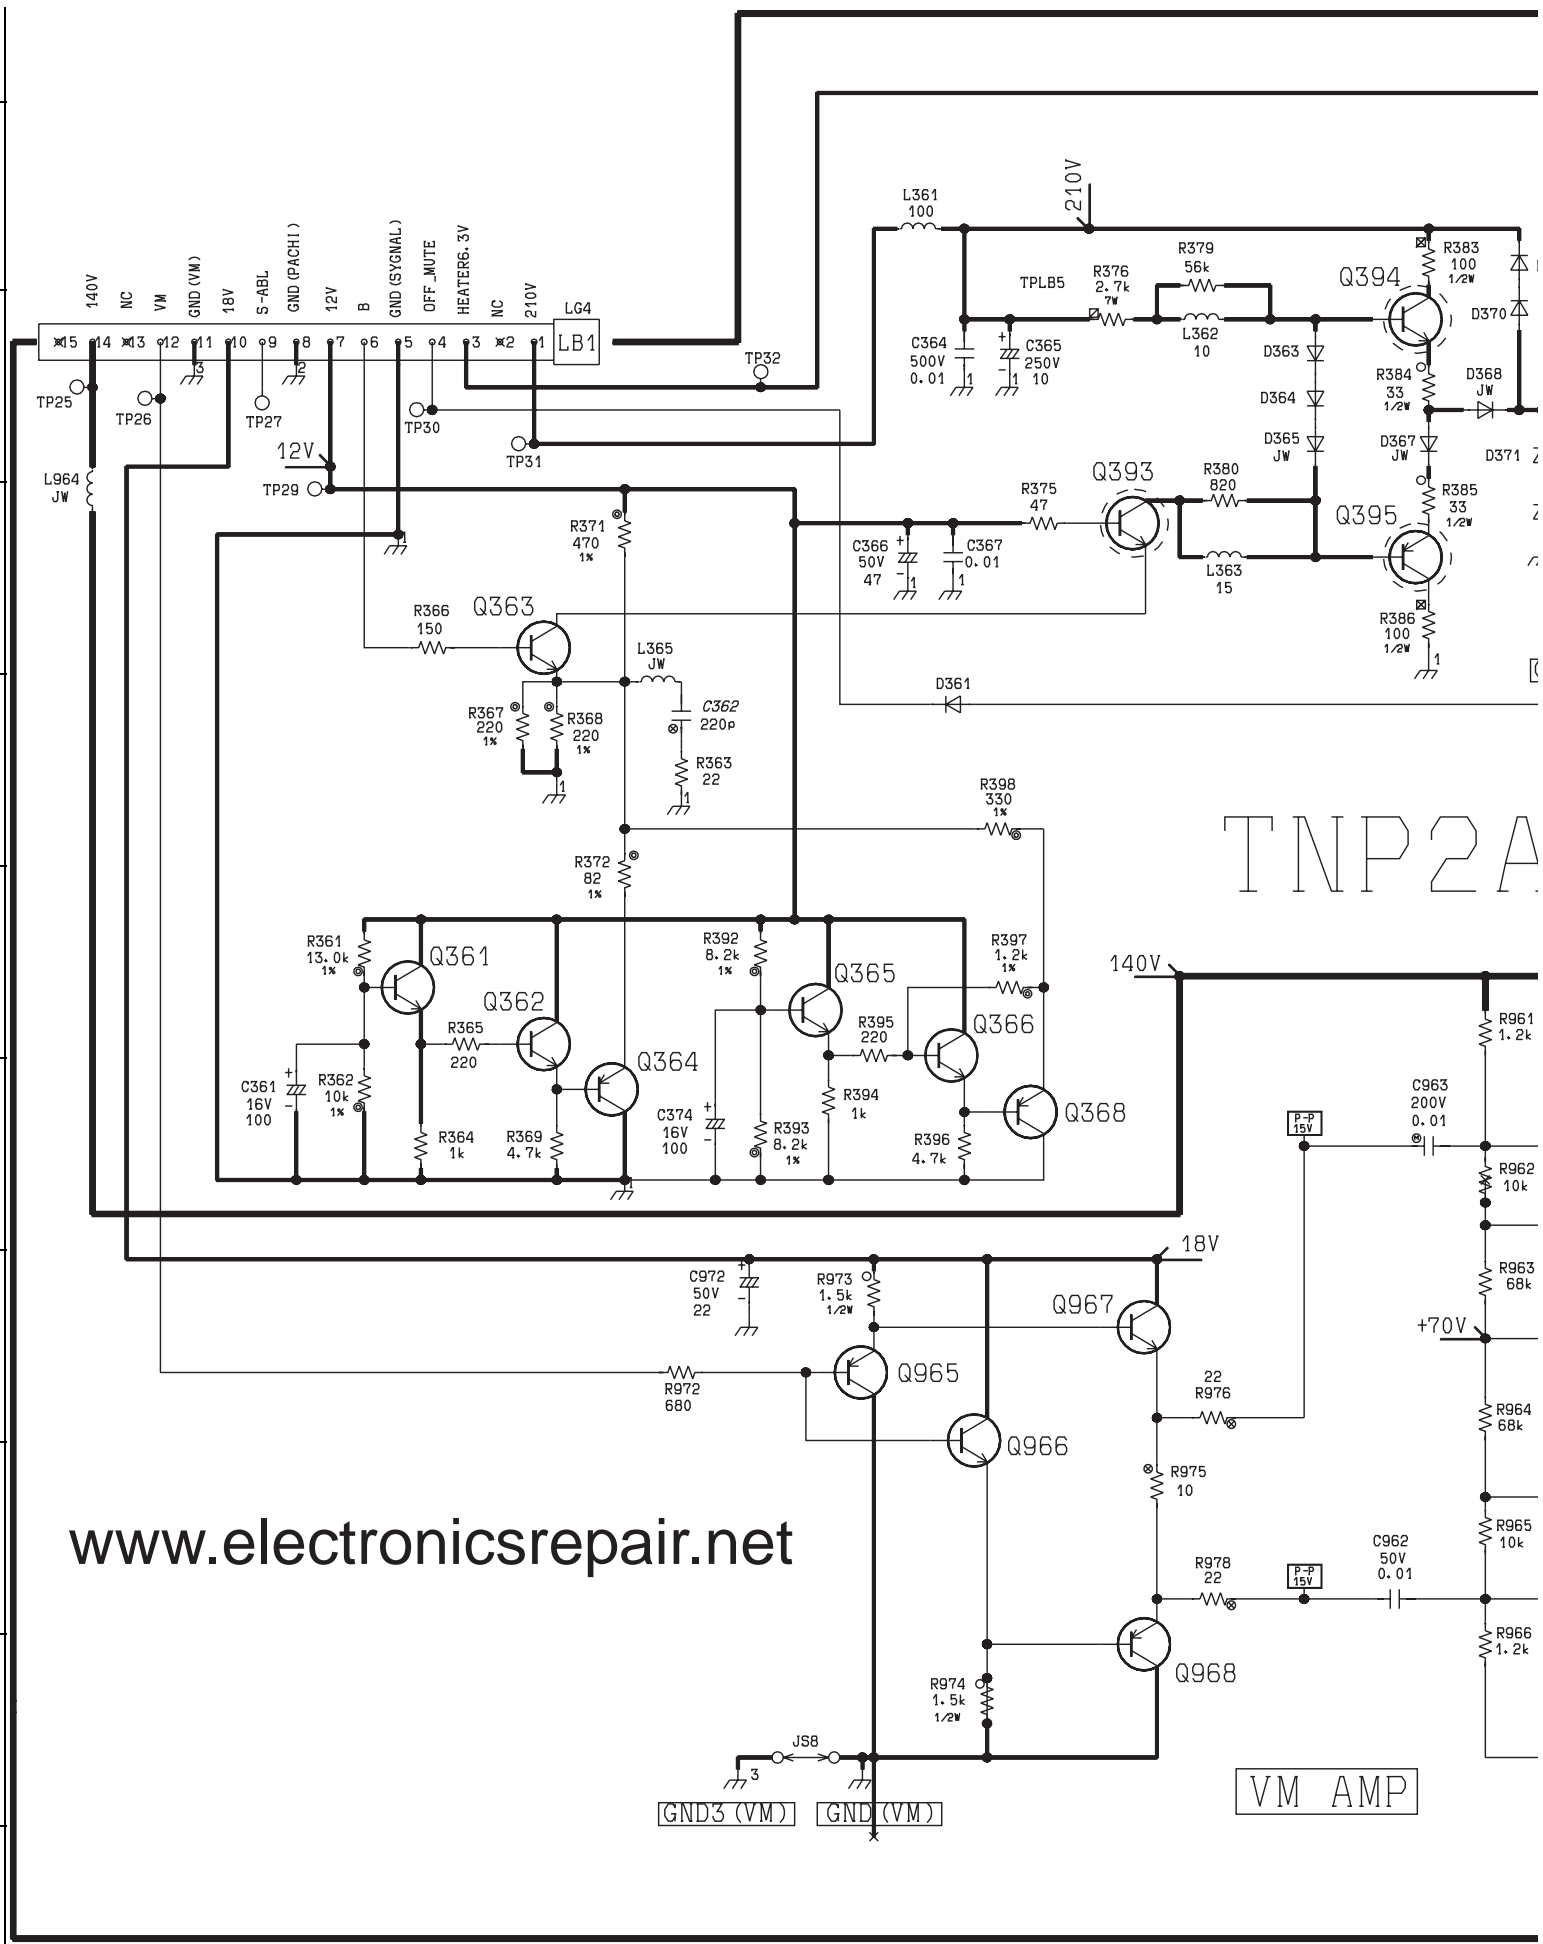 140V
NC
VM
GND(VM)
18V
S-ABL
GND(PACHI)
12V
B
GND(SYGNAL)
OFF_MUTE
HEATER6.3V
NC
210V
LG4
LB1
15 14 13 12 11 10 9 8 7 6 5 4 3 2 1
3
2
TP25
TP26
TP27
TP30
TP31
TP32
12V
TP29
L964
JW
1
L361
100
210V
TPLB5
R376
2.7k
7W
R379
56k
L362
10
C364
500V
0.01
1
C365
250V
10
1
D363
D364
D365
JW
Q394
R383
100
1/2W
D370
R384
33
1/2W
D368
JW
D367
JW
D371
R385
33
1/2W
Q395
R386
100
1/2W
1
Q393
R380
820
L363
15
R375
47
C366
50V
47
1
C367
0.01
1
R371
470
1%
R366
150
Q363
L365
JW
R367
220
1%
R368
220
1%
1
C362
220p
R363
22
1
D361
R398
330
1%
R372
82
1%
TNP2A
R361
13.0k
1%
Q361
Q362
R365
220
Q364
C361
16V
100
R362
10k
1%
R364
1k
R369
4.7k
1
R392
8.2k
1%
Q365
R397
1.2k
1%
R395
220
Q366
R394
1k
Q368
C374
16V
100
R393
8.2k
1%
R396
4.7k
140V
R961
1.2k
C963
200V
0.01
P-P
15V
R962
10k
18V
C972
50V
22
R973
1.5k
1/2W
Q967
R963
68k
+70V
R972
680
Q965
Q966
22
R976
R964
68k
R975
10
R965
10k
C962
50V
0.01
P-P
15V
R978
22
R966
1.2k
Q968
R974
1.5k
1/2W
www.electronicsrepair.net
JS8
3
GND3(VM)
GND(VM)
VM AMP